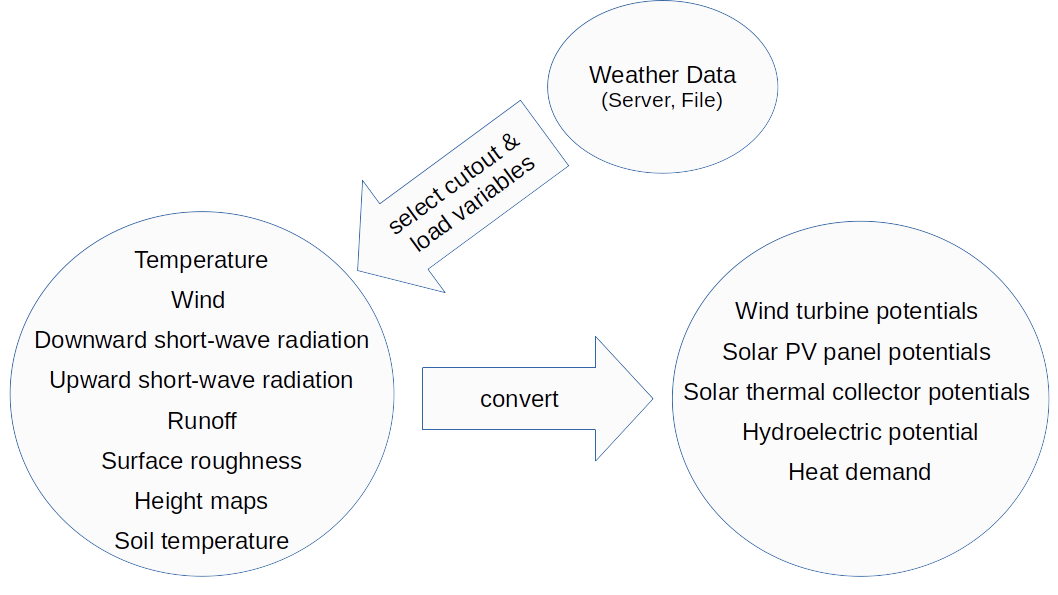 Weather Data
(Server, File)
select cutout &
load variables
Temperature
Wind
Downward short-wave radiation
Upward short-wave radiation
Runoff
Surface roughness
Height maps
Soil temperature
convert
Wind turbine potentials
Solar PV panel potentials
Solar thermal collector potentials
Hydroelectric potential
Heat demand